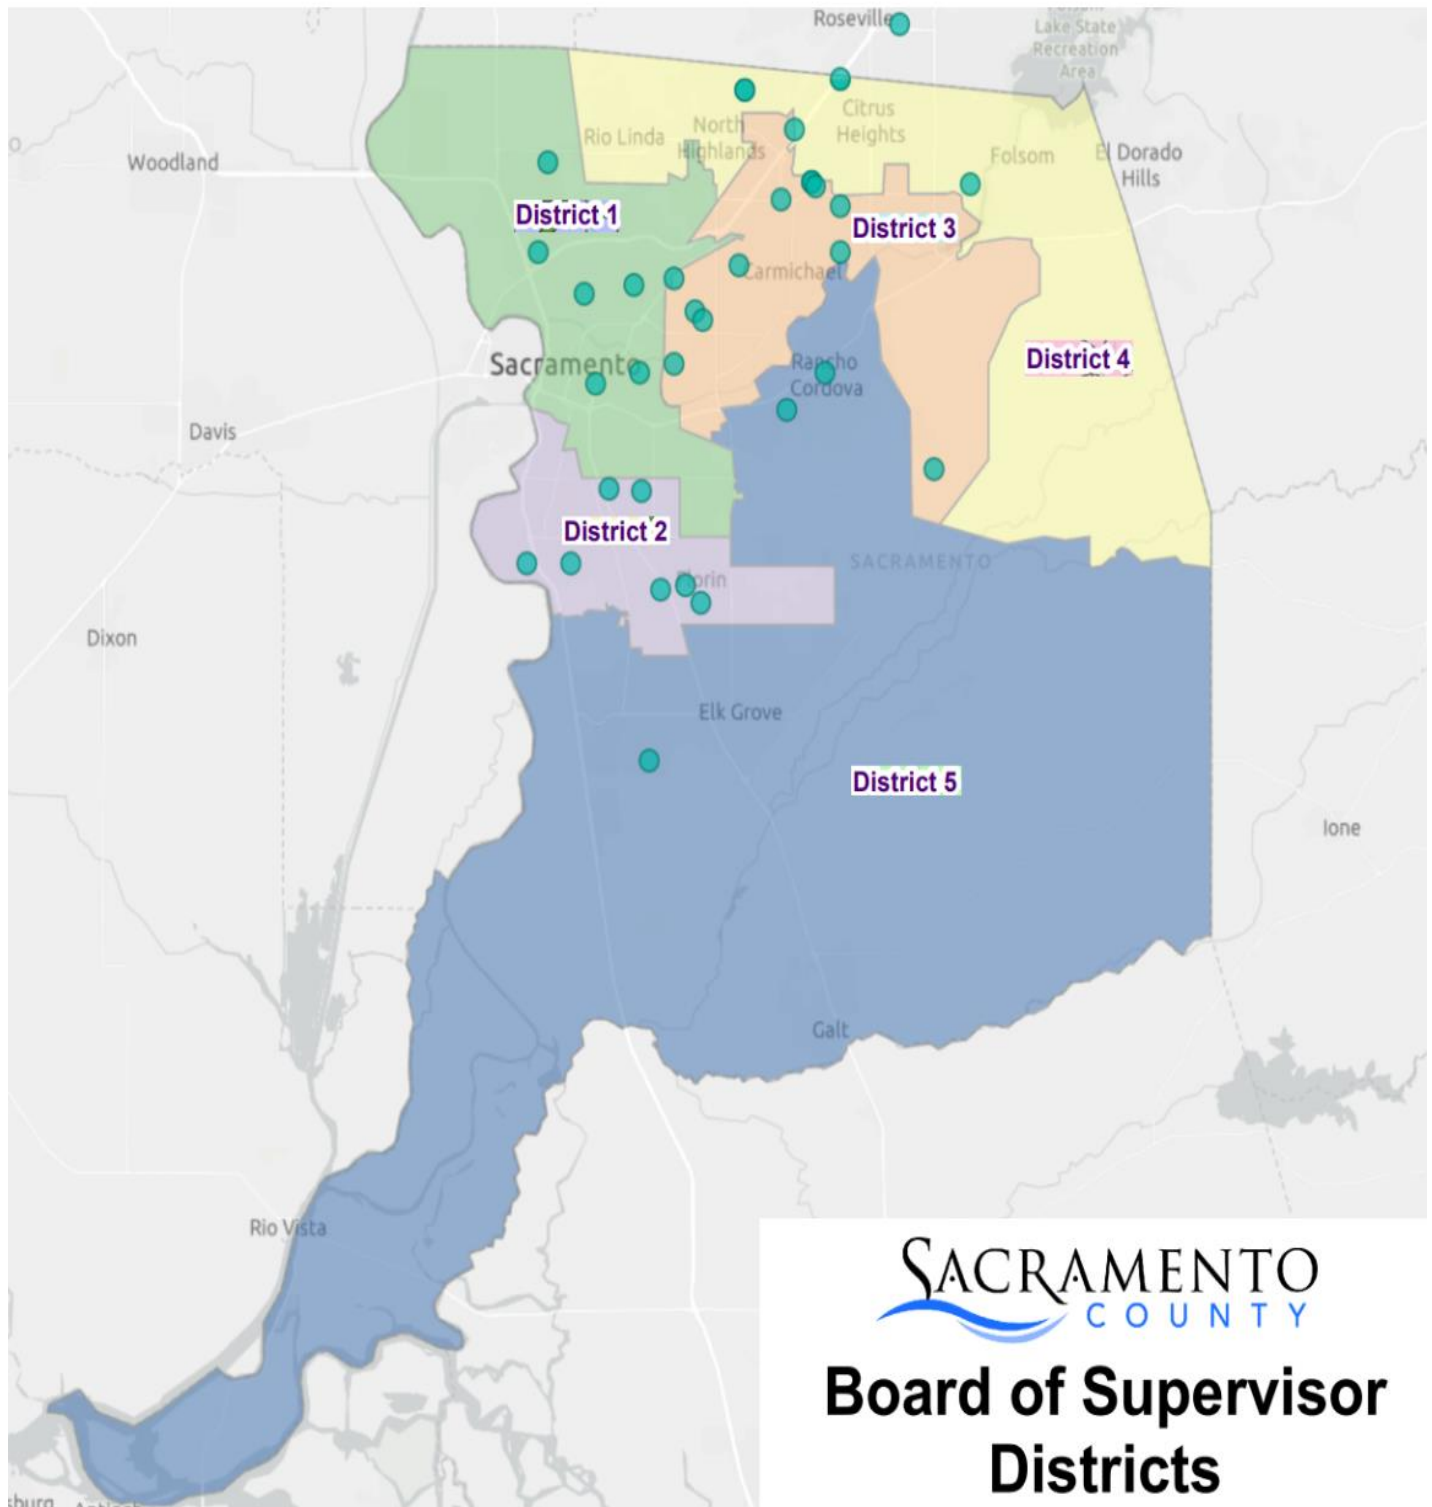 Roseville
Folsom
Lake State
Recreation
Area
Citrus
Heights
North
Highlands
Rio Linda
Woodland
Folsom
El Dorado
Hills
District 1
District 3
Carmichael
Sacramento
Rancho
Cordova
District 4
Davis
District 2
SACRAMENTO
Florin
Dixon
Elk Grove
District 5
Ione
Galt
Rio Vista
SACRAMENTO
COUNTY
Board of Supervisor
Districts